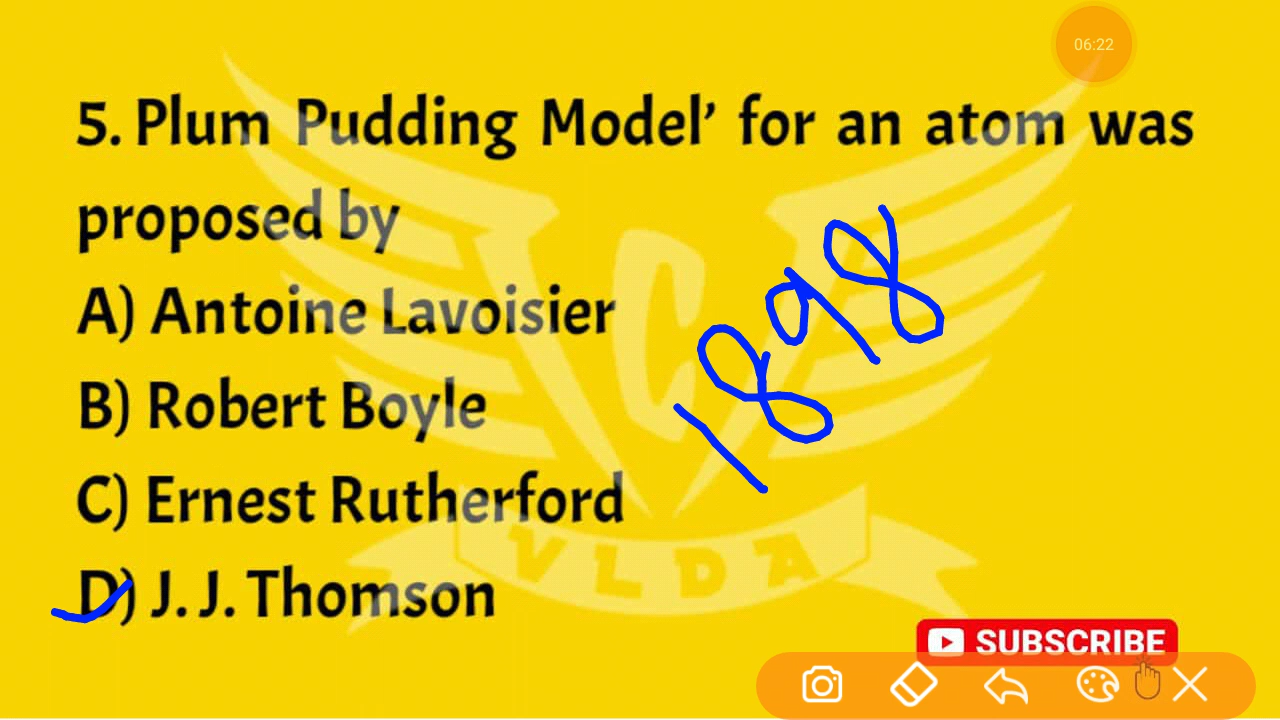 06:22
5. Plum Pudding Model’ for an atom was
proposed by
A) Antoine Lavoisier
B) Robert Boyle
C) Ernest Rutherford
D) J. J. Thomson
1898
VLDA
SUBSCRIBE